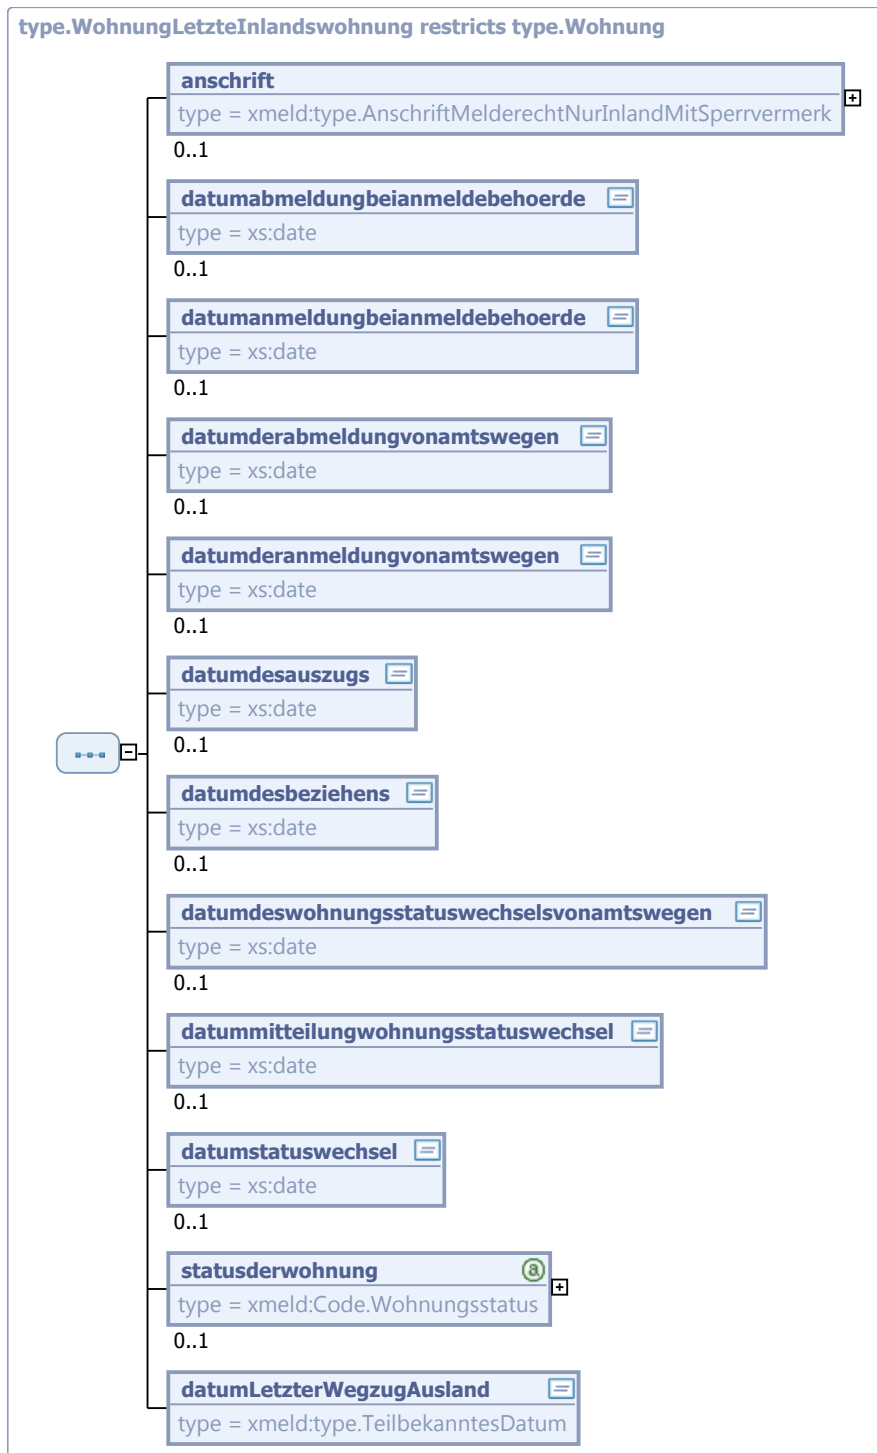 type.WohnungLetzteInlandswohnung restricts type.Wohnung
anschrift
type = xmeld:type.AnschriftMelderechtNurInlandMitSperrvermerk
0..1
datumabmeldungbeianmeldebehoerde
type = xs:date
0..1
datumanmeldungbeianmeldebehoerde
type = xs:date
0..1
datumderabmeldungvonamtswegen
type = xs:date
0..1
datumderanmeldungvonamtswegen
type = xs:date
0..1
datumdesauszugs
type = xs:date
0..1
datumdesbeziehens
type = xs:date
0..1
datumdeswohnungsstatuswechselsvonamtswegen
type = xs:date
0..1
datummitteilungwohnungsstatuswechsel
type = xs:date
0..1
datumstatuswechsel
type = xs:date
0..1
statusderwohnung a
type = xmeld:Code.Wohnungsstatus
0..1
datumLetzterWegzugAusland
type = xmeld:type.TeilbekanntesDatum